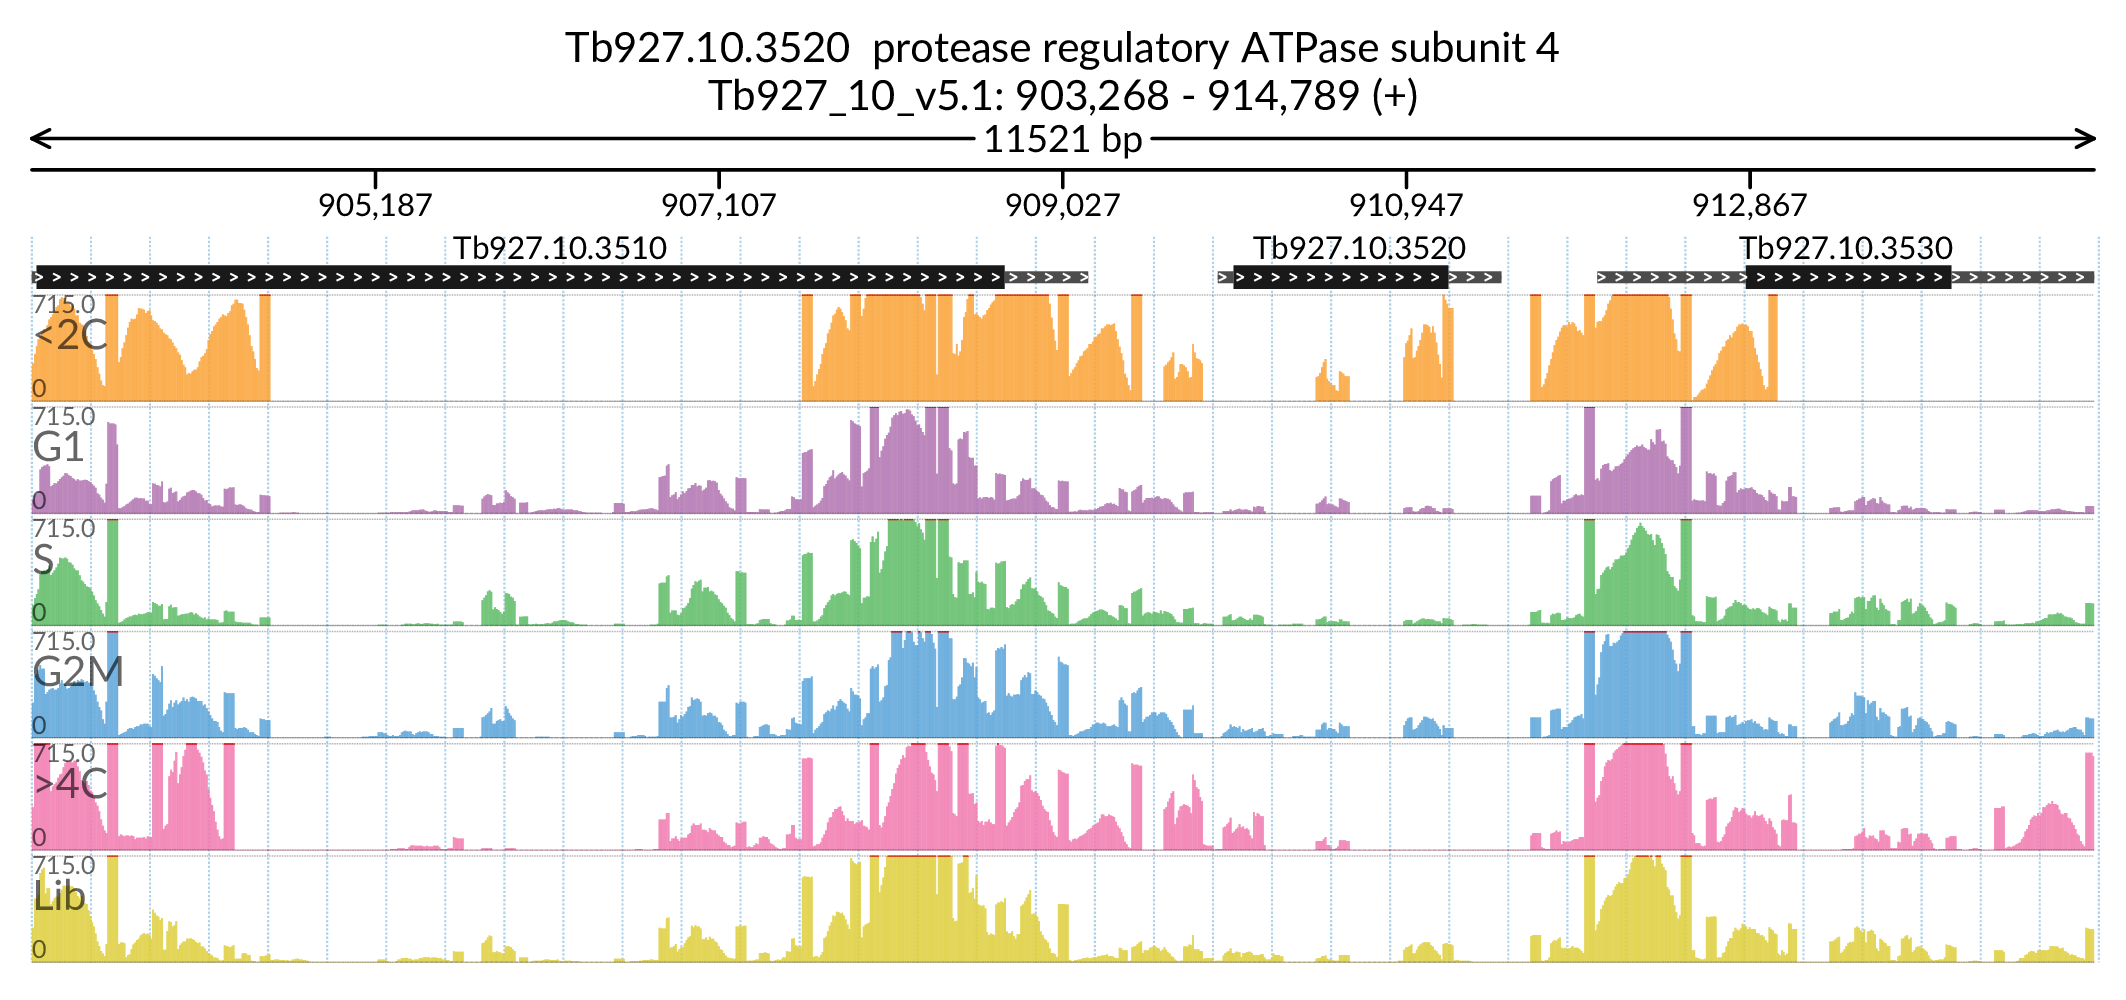 Tb927.10.3520  protease regulatory ATPase subunit 4
Tb927_10_v5.1: 903,268 - 914,789 (+)
11521 bp
905,187 907,107 909,027 910,947 912,867
Tb927.10.3510 Tb927.10.3520 Tb927.10.3530
715.0
<2C
0
715.0
G1
0
715.0
S
0
715.0
G2M
0
715.0
>4C
0
715.0
Lib
0